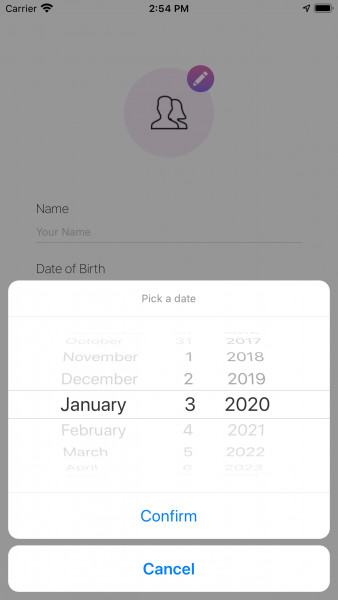 Carrier 2:54 PM
Name
Your Name
Date of Birth
Pick a date
October 31 2017
November 1 2018
December 2 2019
January 3 2020
February 4 2021
March 5 2022
April 6 2023
Confirm
Cancel